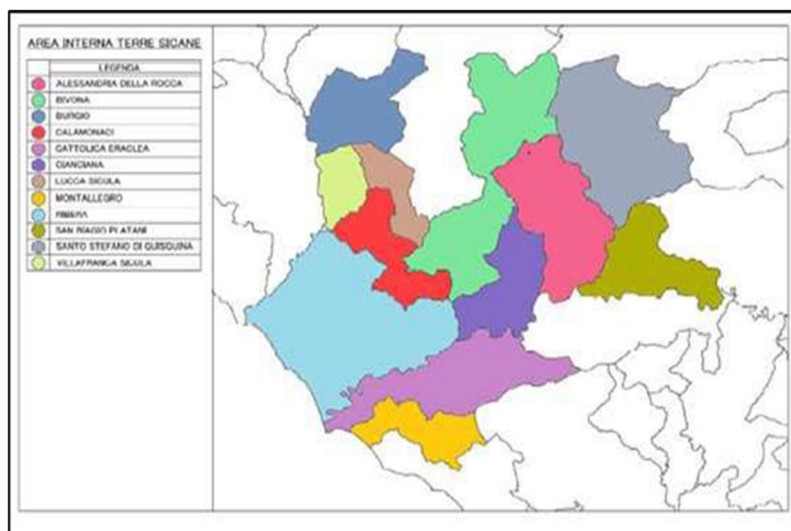 AREA INTERNA TERRE SICANE
LEGENDA
ALESSANDRIA DELLA ROCCA
BIVONA
BURGIO
CALAMONACI
CATTOLICA ERACLEA
CIANCIANA
LUCCA SICULA
MONTALLEGRO
RIBERA
SAN BIAGIO PLATANI
SANTO STEFANO DI QUISQUINA
VILLAFRANCA SICULA